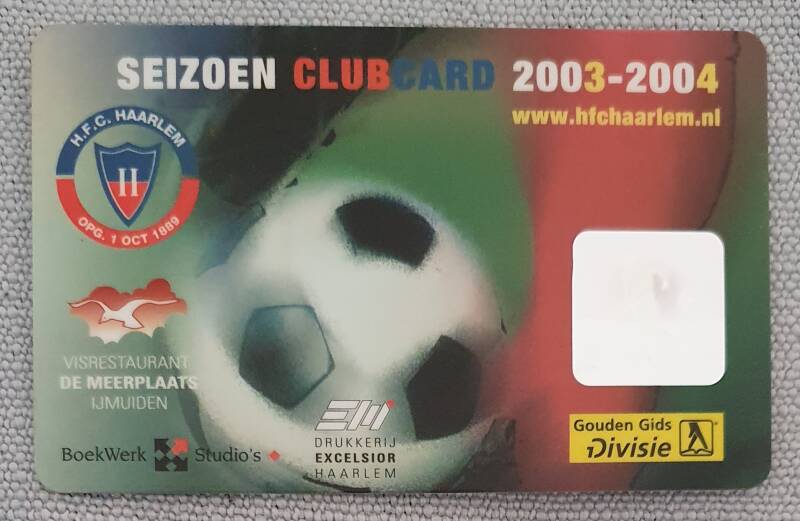 SEIZOEN CLUBCARD 2003-2004
www.hfchaarlem.nl
H.F.C. HAARLEM
H
OPG. 1 OCT 1889
VISRESTAURANT
DE MEERPLAATS
IJMUIDEN
BoekWerk Studio's
DRUKKERIJ
EXCELSIOR
HAARLEM
Gouden Gids
Divisie